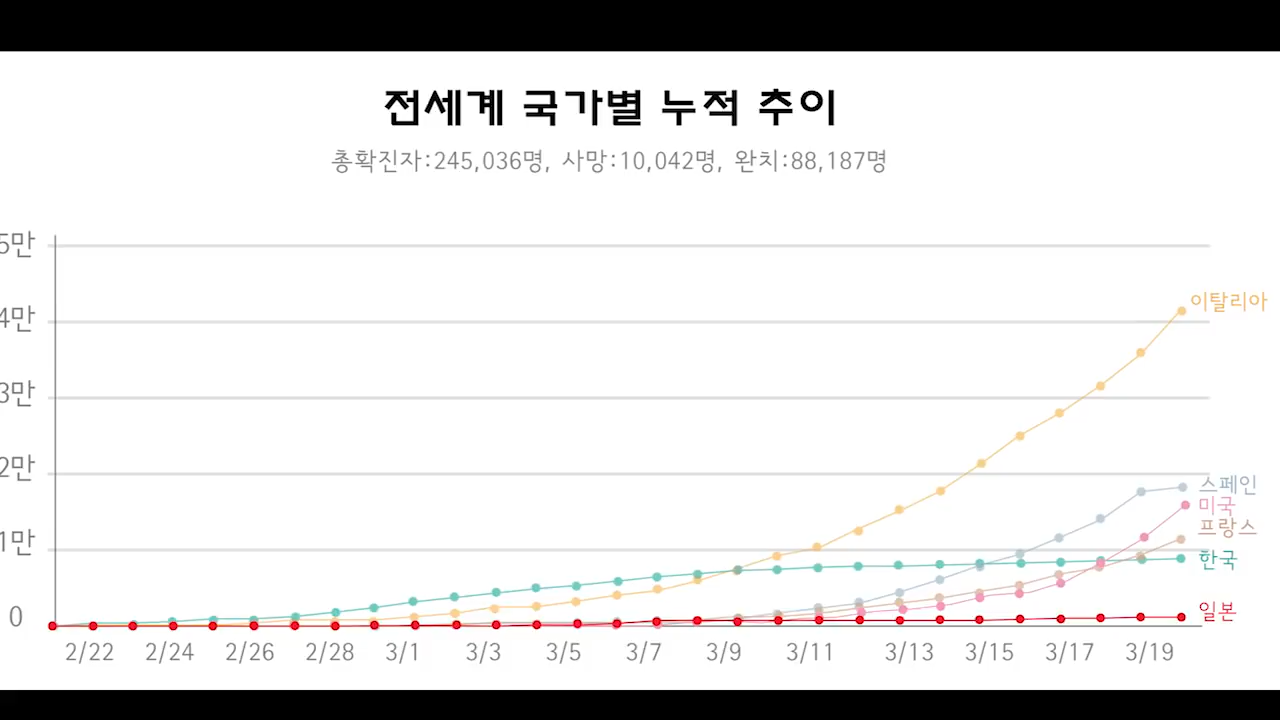 전세계 국가별 누적 추이
총확진자:245,036명, 사망:10,042명, 완치:88,187명
5만
4만
이탈리아
3만
2만
스페인
미국
프랑스
1만
한국
0
일본
2/22 2/24 2/26 2/28 3/1 3/3 3/5 3/7 3/9 3/11 3/13 3/15 3/17 3/19